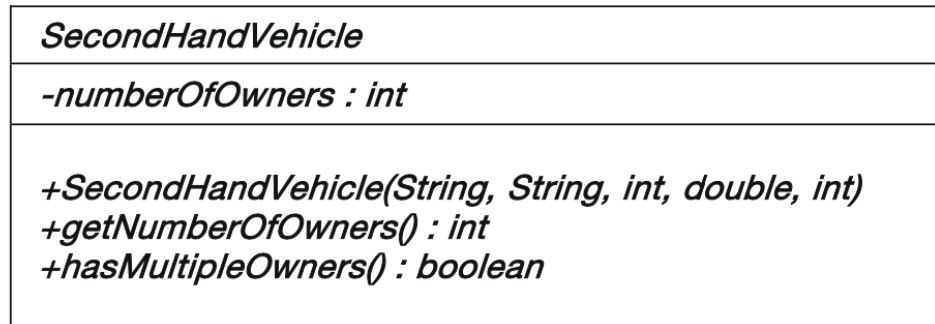 SecondHandVehicle
-numberOfOwners : int
+SecondHandVehicle(String, String, int, double, int)
+getNumberOfOwners() : int
+hasMultipleOwners() : boolean